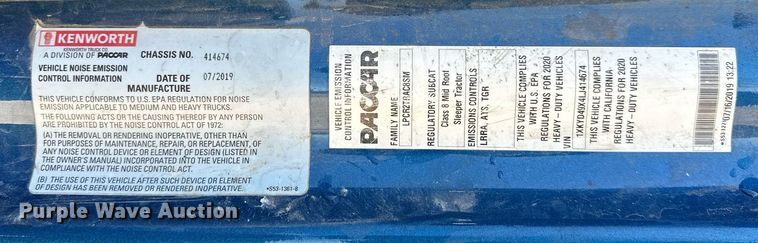 KENWORTH
KENWORTH TRUCK CO.
A DIVISION OF PACCAR CHASSIS NO. 414674
VEHICLE NOISE EMISSION
CONTROL INFORMATION DATE OF 07/2019
MANUFACTURE
THIS VEHICLE CONFORMS TO U.S. EPA REGULATION FOR NOISE
EMISSION APPLICABLE TO MEDIUM AND HEAVY TRUCKS.
THE FOLLOWING ACTS OR THE CAUSING THEREOF BY ANY PERSON
ARE PROHIBITED BY THE NOISE CONTROL ACT OF 1972:
(A) THE REMOVAL OR RENDERING INOPERATIVE, OTHER THAN
FOR PURPOSES OF MAINTENANCE, REPAIR, OR REPLACEMENT, OF
ANY NOISE CONTROL DEVICE OR ELEMENT OF DESIGN (LISTED IN
THE OWNER'S MANUAL) INCORPORATED INTO THE VEHICLE IN
COMPLIANCE WITH THE NOISE CONTROL ACT.
(B) THE USE OF THIS VEHICLE AFTER SUCH DEVICE OR ELEMENT
OF DESIGN HAS BEEN REMOVED OR RENDERED INOPERATIVE.
*S53-1361-8
VEHICLE EMISSION
CONTROL INFORMATION
PACCAR
FAMILY NAME
REGULATORY SUBCAT
Class 8 Mid Roof
Sleeper Tractor
EMISSIONS CONTROLS
LRRA, ATS, TGR
THIS VEHICLE COMPLIES
WITH U.S. EPA
REGULATIONS FOR 2020
HEAVY - DUTY VEHICLES
VIN
1XKYD49X4LJ414674
THIS VEHICLE COMPLIES
WITH CALIFORNIA
REGULATIONS FOR 2020
HEAVY - DUTY VEHICLES
07/16/2019 13:22
Purple Wave Auction